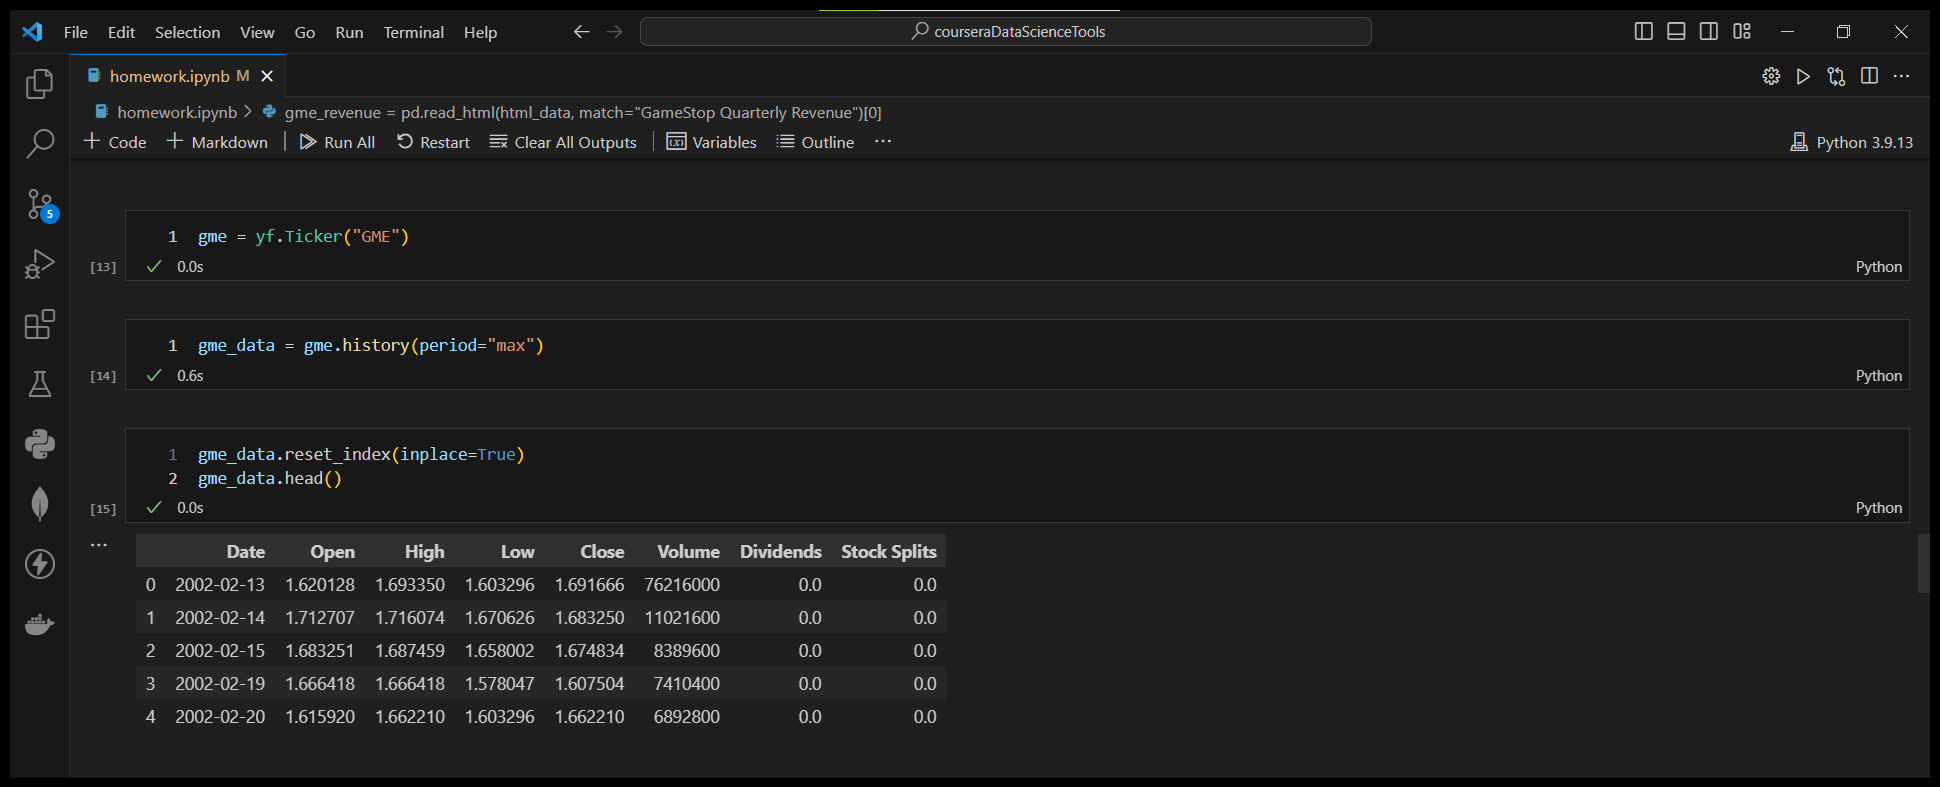 File Edit Selection View Go Run Terminal Help courseraDataScienceTools
homework.ipynb M
homework.ipynb > gme_revenue = pd.read_html(html_data, match="GameStop Quarterly Revenue")[0]
+ Code + Markdown | Run All Restart Clear All Outputs | Variables Outline ··· Python 3.9.13
5
1 gme = yf.Ticker("GME")
[13] 0.0s Python
1 gme_data = gme.history(period="max")
[14] 0.6s Python
1 gme_data.reset_index(inplace=True)
2 gme_data.head()
[15] 0.0s Python
Date Open High Low Close Volume Dividends Stock Splits
0 2002-02-13 1.620128 1.693350 1.603296 1.691666 76216000 0.0 0.0
1 2002-02-14 1.712707 1.716074 1.670626 1.683250 11021600 0.0 0.0
2 2002-02-15 1.683251 1.687459 1.658002 1.674834 8389600 0.0 0.0
3 2002-02-19 1.666418 1.666418 1.578047 1.607504 7410400 0.0 0.0
4 2002-02-20 1.615920 1.662210 1.603296 1.662210 6892800 0.0 0.0